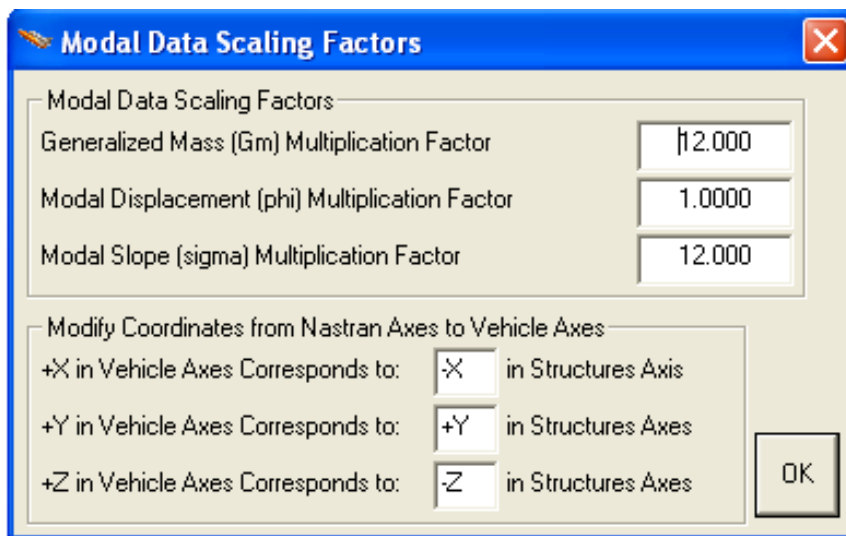 Modal Data Scaling Factors
Modal Data Scaling Factors
Generalized Mass (Gm) Multiplication Factor 12.000
Modal Displacement (phi) Multiplication Factor 1.0000
Modal Slope (sigma) Multiplication Factor 12.000
Modify Coordinates from Nastran Axes to Vehicle Axes
+X in Vehicle Axes Corresponds to: -X in Structures Axis
+Y in Vehicle Axes Corresponds to: +Y in Structures Axes
+Z in Vehicle Axes Corresponds to: -Z in Structures Axes
OK